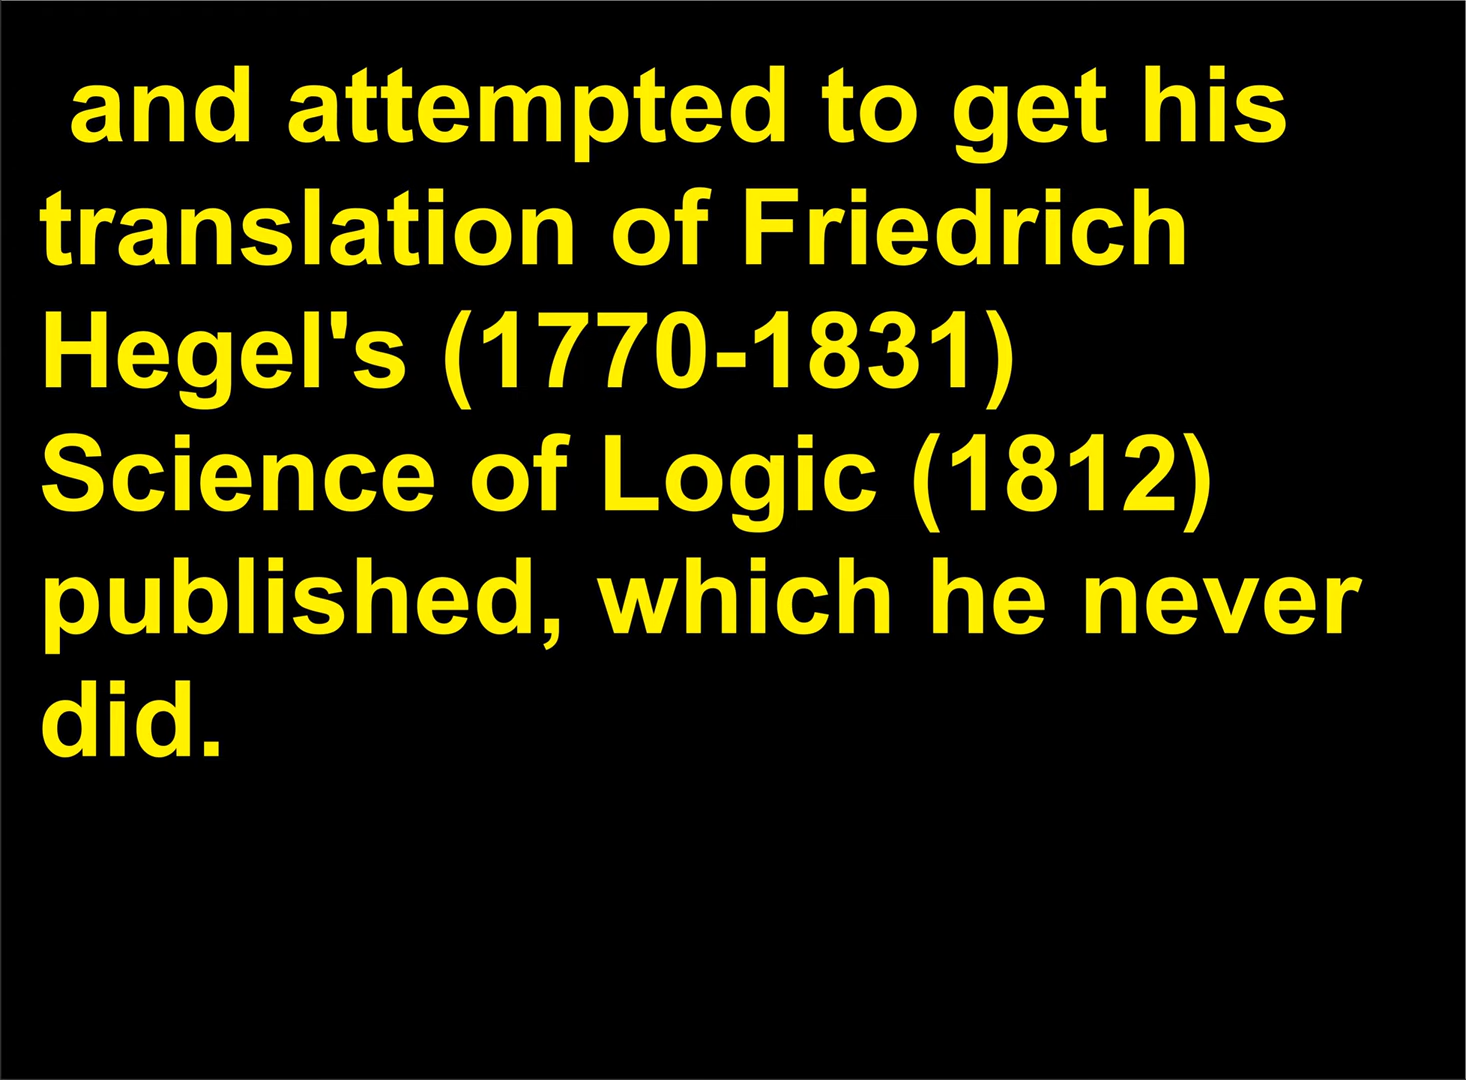 and attempted to get his
translation of Friedrich
Hegel's (1770-1831)
Science of Logic (1812)
published, which he never
did.